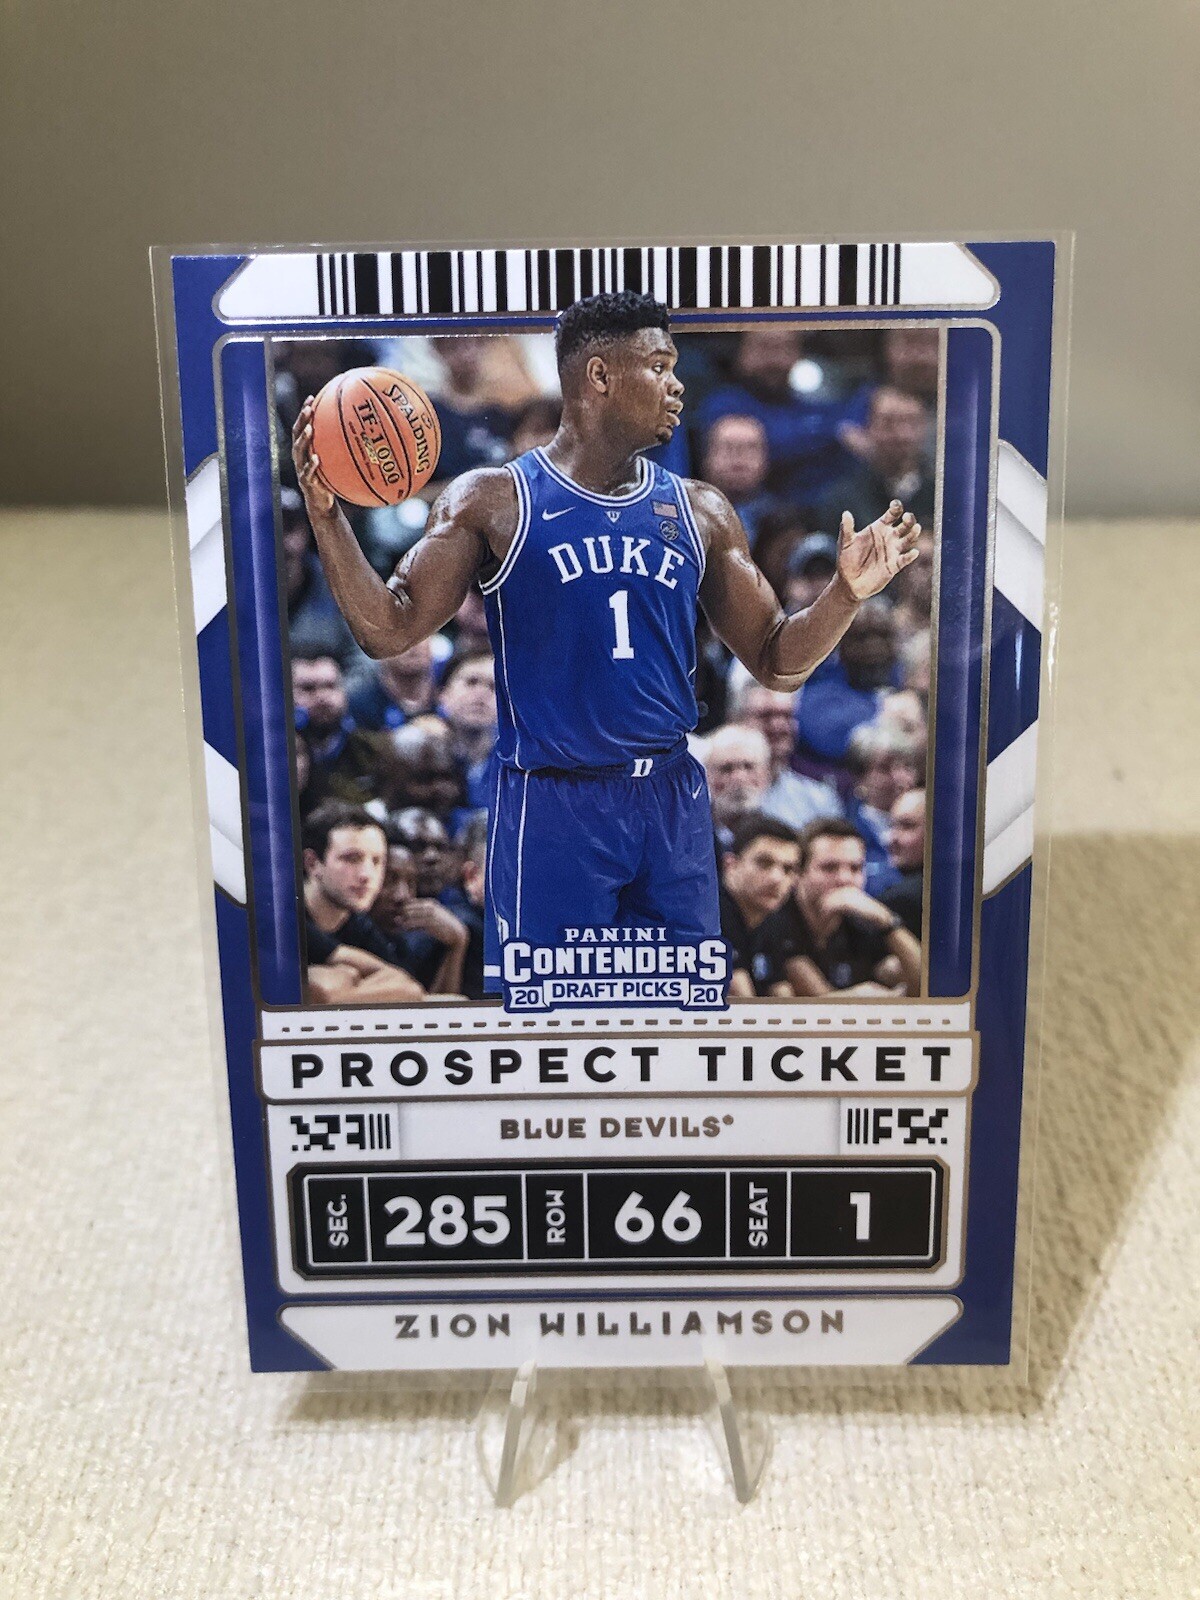 SPALDING
TF-1000
DUKE
1
D
PANINI
CONTENDERS
20 DRAFT PICKS 20
PROSPECT TICKET
BLUE DEVILS®
SEC. 285 ROW 66 SEAT 1
ZION WILLIAMSON